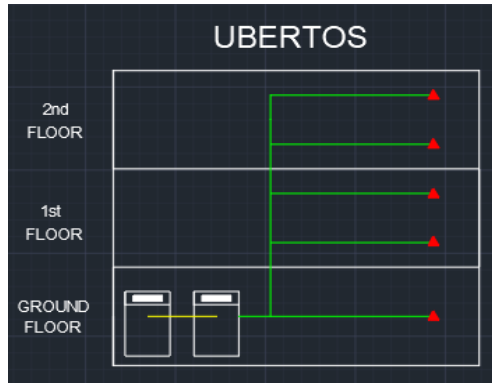 UBERTOS
2nd
FLOOR
1st
FLOOR
GROUND
FLOOR